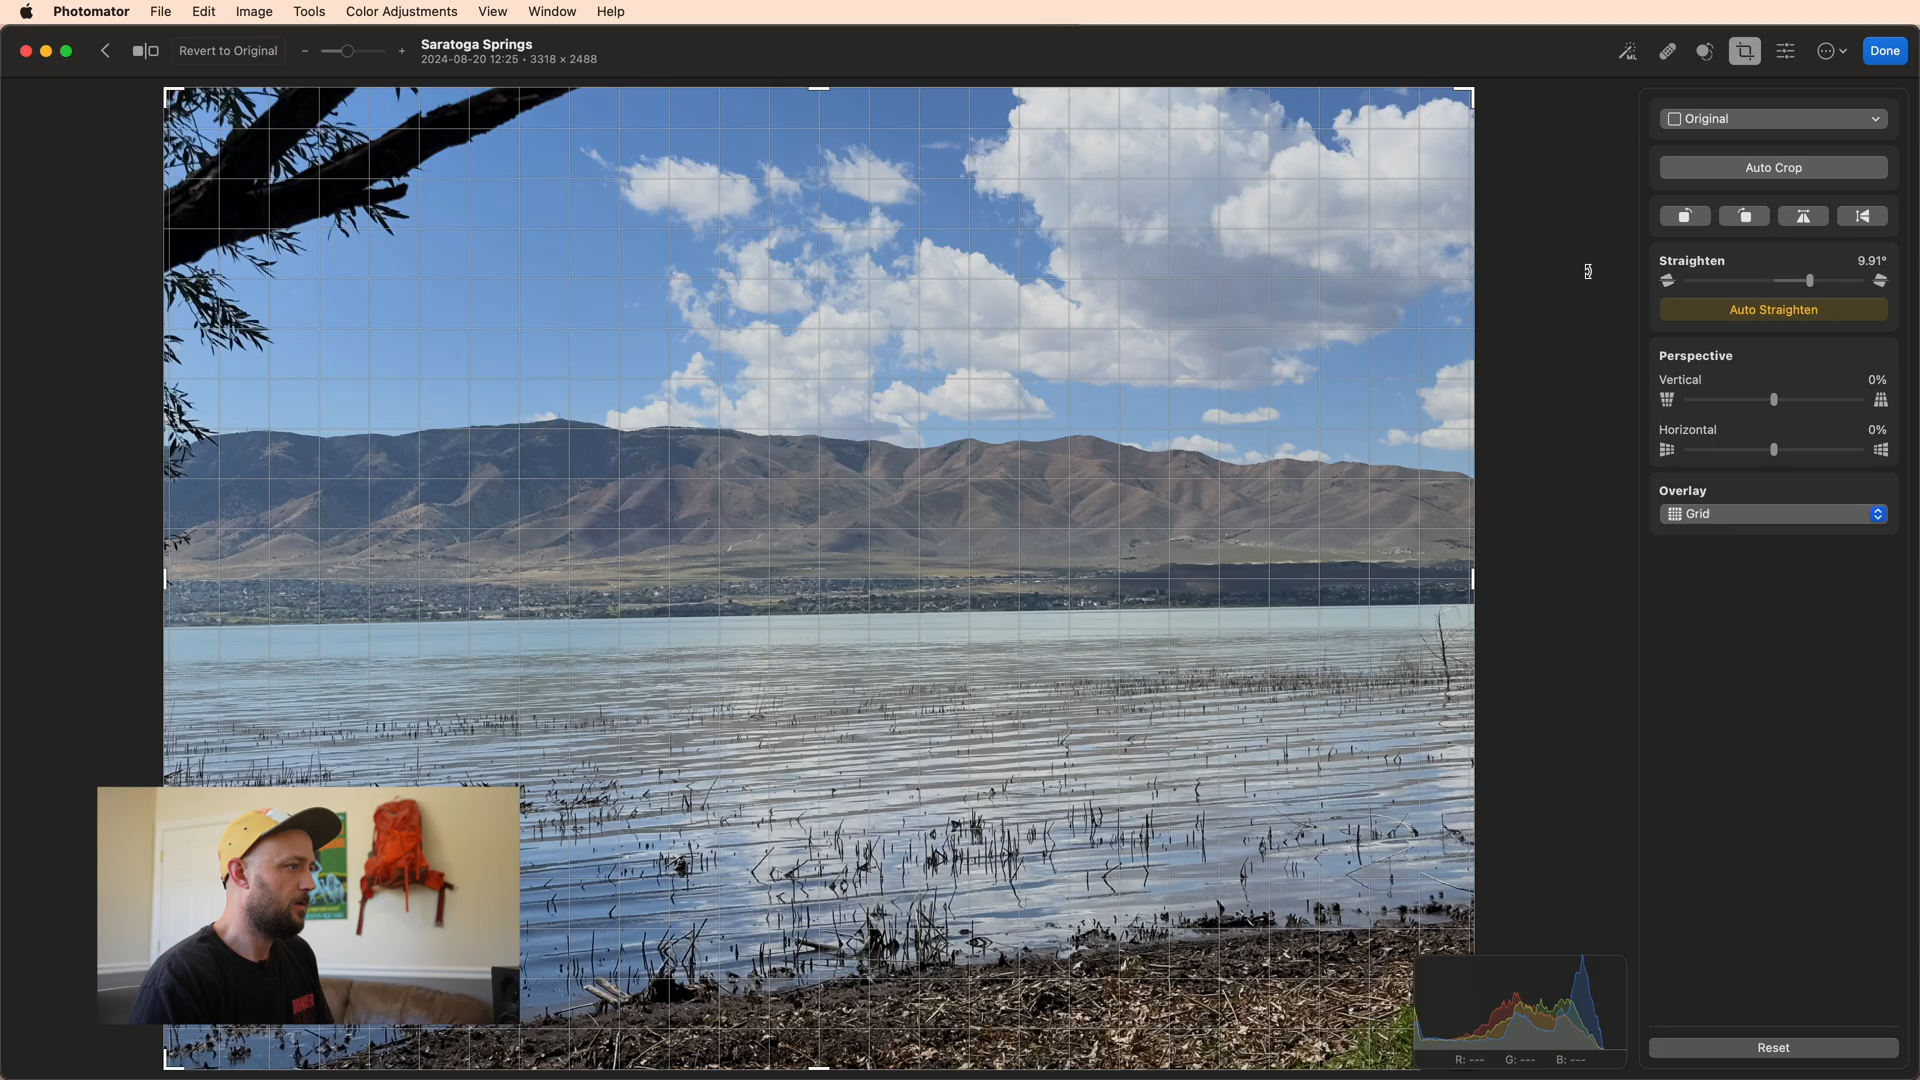 Photomator File Edit Image Tools Color Adjustments View Window Help
Revert to Original
Saratoga Springs
2024-08-20 12:25 • 3318 × 2488
ML
Done
Original
Auto Crop
Straighten 9.91°
Auto Straighten
Perspective
Vertical 0%
Horizontal 0%
Overlay
Grid
R: --- G: --- B: ---
Reset